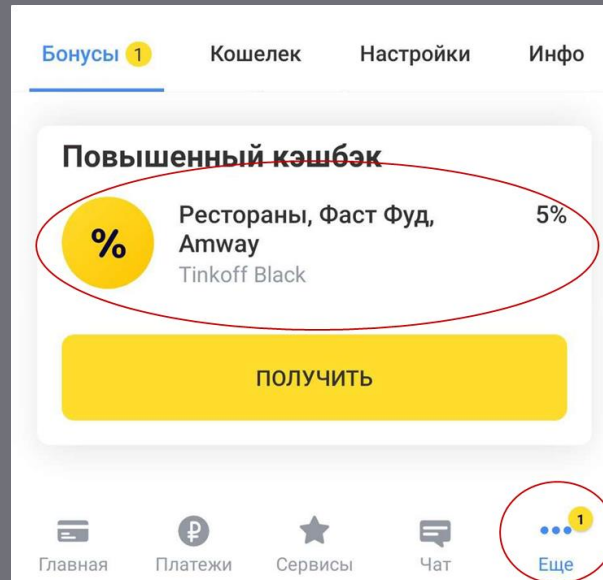 Бонусы 1 Кошелек Настройки Инфо
Повышенный кэшбэк
% Рестораны, Фаст Фуд, 5%
Amway
Tinkoff Black
ПОЛУЧИТЬ
1
Главная Платежи Сервисы Чат Еще